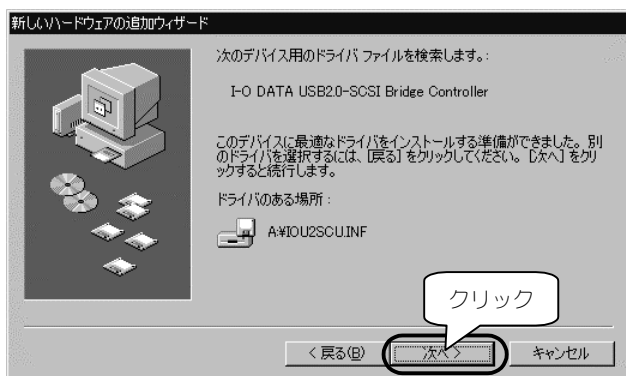 新しいハードウェアの追加ウィザード
次のデバイス用のドライバ ファイルを検索します。:
I-O DATA USB2.0-SCSI Bridge Controller
このデバイスに最適なドライバをインストールする準備ができました。別
のドライバを選択するには、[戻る] をクリックしてください。[次へ] をクリ
ックすると続行します。
ドライバのある場所 :
A:¥IOU2SCU.INF
クリック
< 戻る(B)
次へ >
キャンセル